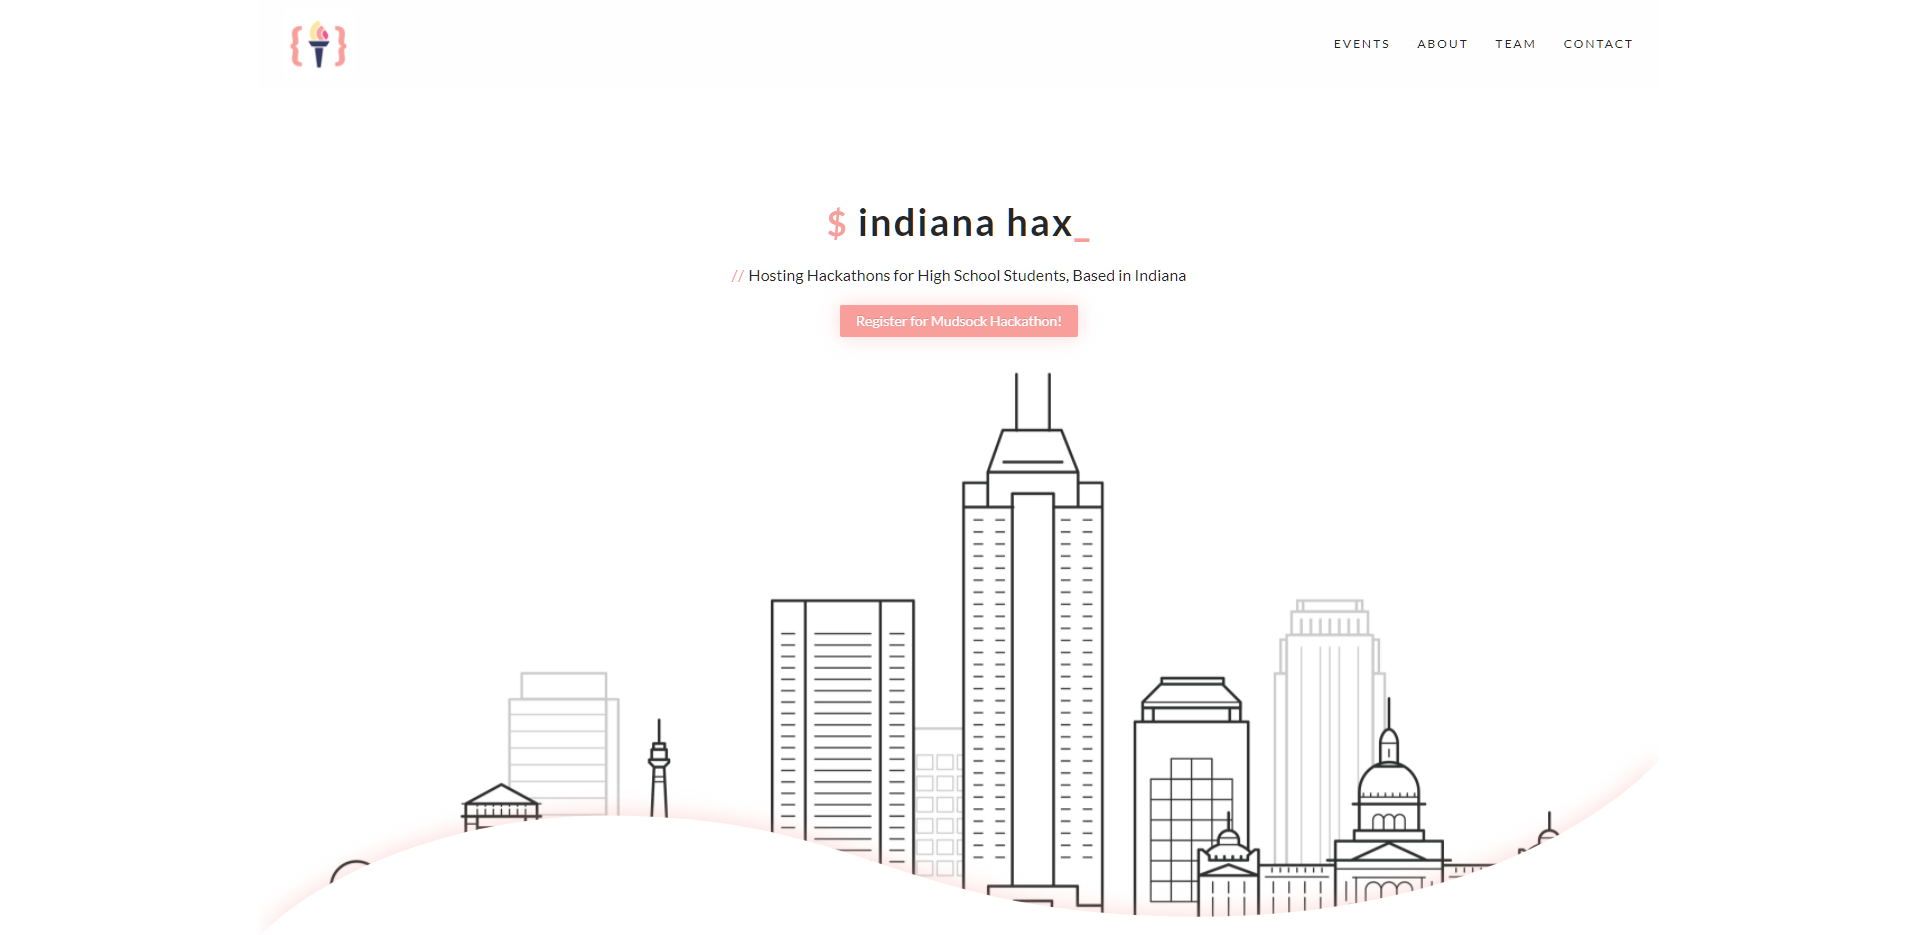 EVENTS ABOUT TEAM CONTACT
$ indiana hax_
// Hosting Hackathons for High School Students, Based in Indiana
Register for Mudsock Hackathon!